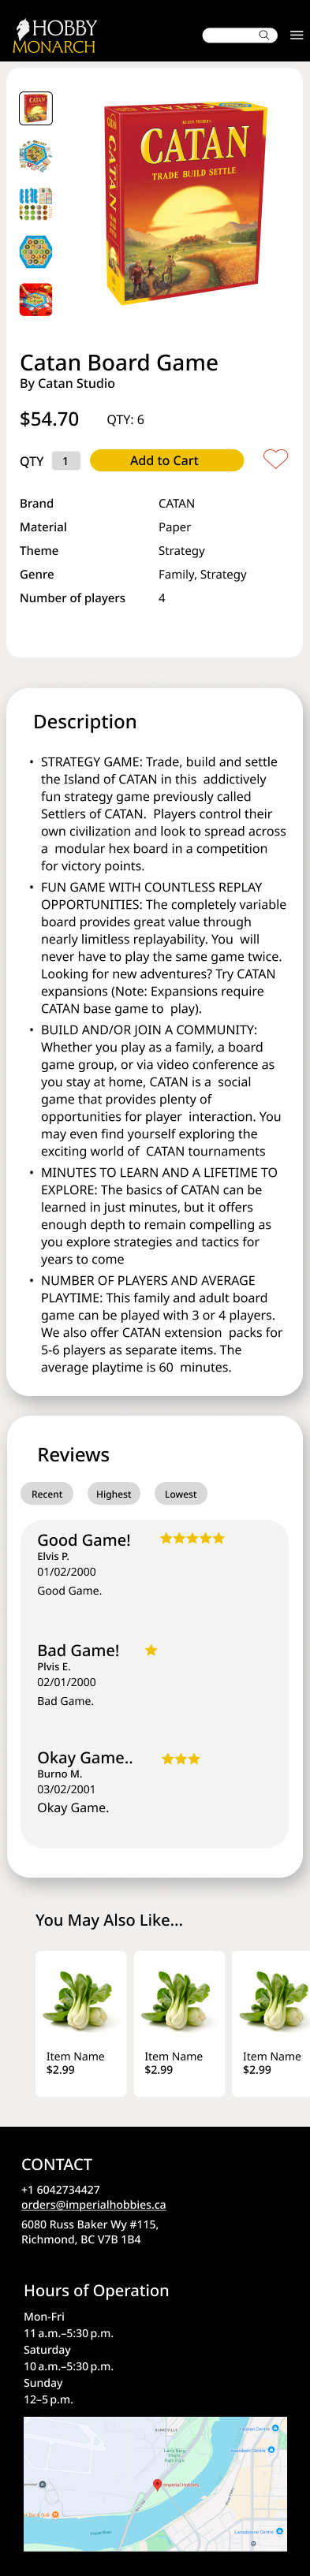 HOBBY
MONARCH
KLAUS TEUBER'S
CATAN
TRADE BUILD SETTLE
Catan Board Game
By Catan Studio
$54.70 QTY: 6
QTY 1 Add to Cart
Brand CATAN
Material Paper
Theme Strategy
Genre Family, Strategy
Number of players 4
Description
• STRATEGY GAME: Trade, build and settle
the Island of CATAN in this addictively
fun strategy game previously called
Settlers of CATAN. Players control their
own civilization and look to spread across
a modular hex board in a competition
for victory points.
• FUN GAME WITH COUNTLESS REPLAY
OPPORTUNITIES: The completely variable
board provides great value through
nearly limitless replayability. You will
never have to play the same game twice.
Looking for new adventures? Try CATAN
expansions (Note: Expansions require
CATAN base game to play).
• BUILD AND/OR JOIN A COMMUNITY:
Whether you play as a family, a board
game group, or via video conference as
you stay at home, CATAN is a social
game that provides plenty of
opportunities for player interaction. You
may even find yourself exploring the
exciting world of CATAN tournaments
• MINUTES TO LEARN AND A LIFETIME TO
EXPLORE: The basics of CATAN can be
learned in just minutes, but it offers
enough depth to remain compelling as
you explore strategies and tactics for
years to come
• NUMBER OF PLAYERS AND AVERAGE
PLAYTIME: This family and adult board
game can be played with 3 or 4 players.
We also offer CATAN extension packs for
5-6 players as separate items. The
average playtime is 60 minutes.
Reviews
Recent Highest Lowest
Good Game!
Elvis P.
01/02/2000
Good Game.
Bad Game!
Plvis E.
02/01/2000
Bad Game.
Okay Game..
Burno M.
03/02/2001
Okay Game.
You May Also Like...
Item Name Item Name Item Name
$2.99 $2.99 $2.99
CONTACT
+1 6042734427
orders@imperialhobbies.ca
6080 Russ Baker Wy #115,
Richmond, BC V7B 1B4
Hours of Operation
Mon-Fri
11 a.m.–5:30 p.m.
Saturday
10 a.m.–5:30 p.m.
Sunday
12–5 p.m.
Imperial Hobbies